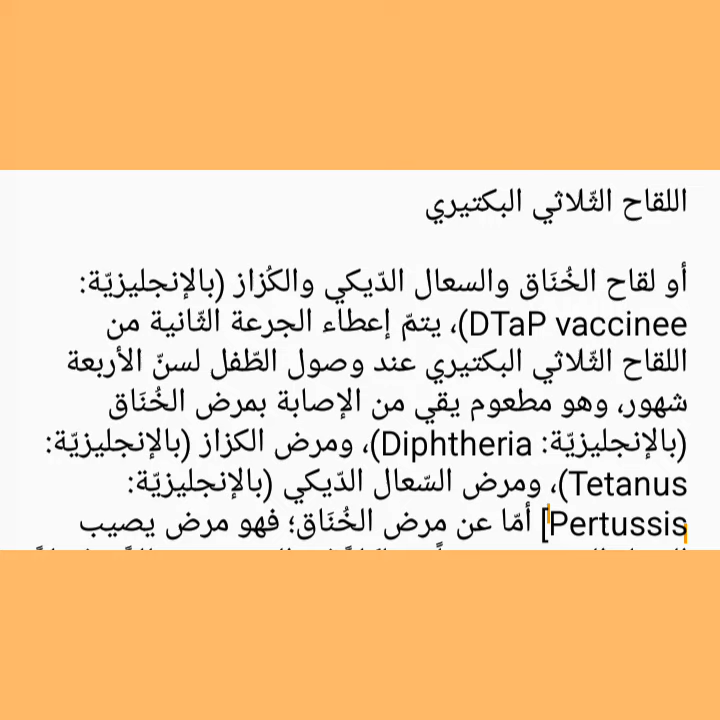 اللقاح الثّلاثي البكتيري
أو لقاح الخُنَاق والسعال الدّيكي والكُزاز (بالإنجليزيّة:
DTaP vaccinee)، يتمّ إعطاء الجرعة الثّانية من
اللقاح الثّلاثي البكتيري عند وصول الطّفل لسنّ الأربعة
شهور، وهو مطعوم يقي من الإصابة بمرض الخُنَاق
(بالإنجليزيّة: Diphtheria)، ومرض الكزاز (بالإنجليزيّة:
Tetanus)، ومرض السّعال الدّيكي (بالإنجليزيّة:
Pertussis] أمّا عن مرض الخُنَاق؛ فهو مرض يصيب